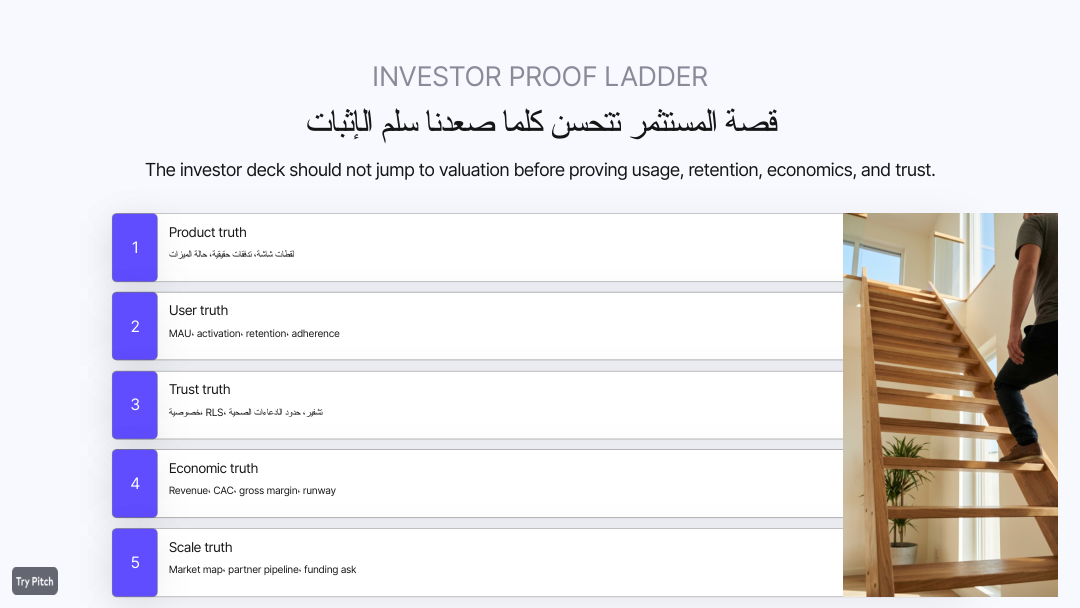 INVESTOR PROOF LADDER
قصة المستثمر تتحسن كلما صعدنا سلم الإثبات
The investor deck should not jump to valuation before proving usage, retention, economics, and trust.
1
Product truth
لقطات شاشة، تدفقات حقيقية، حالة الميزات
2
User truth
MAU، activation، retention، adherence
3
Trust truth
خصوصية، RLS، تشفير، حدود الادعاءات الصحية
4
Economic truth
Revenue، CAC، gross margin، runway
5
Scale truth
Market map، partner pipeline، funding ask
Try Pitch